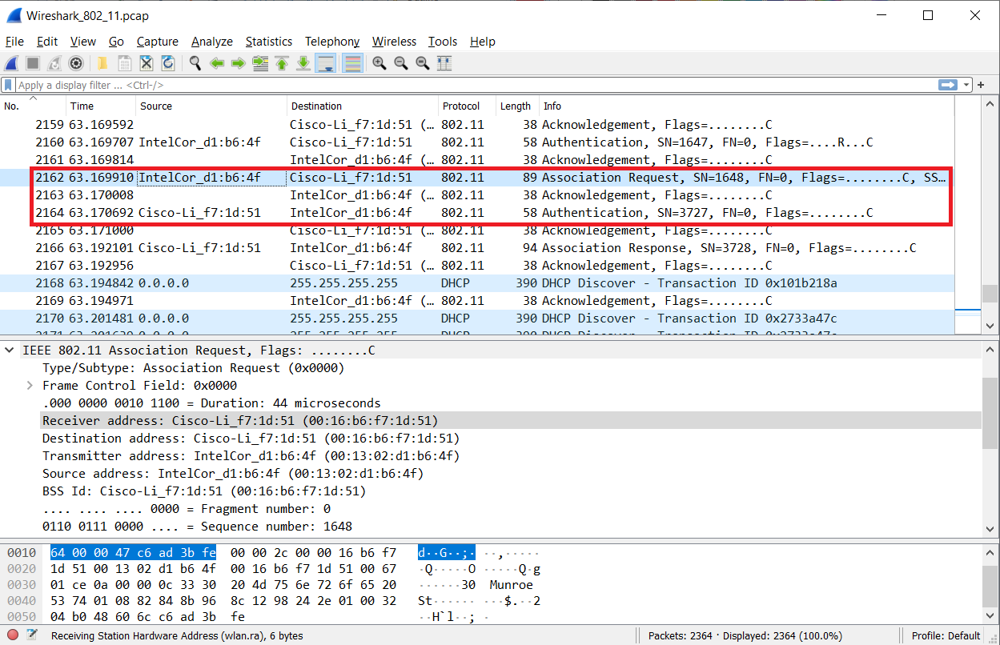 Wireshark_802_11.pcap
File Edit View Go Capture Analyze Statistics Telephony Wireless Tools Help
Apply a display filter ... <Ctrl-/>
No. Time Source Destination Protocol Length Info
2159 63.169592 Cisco-Li_f7:1d:51 (… 802.11 38 Acknowledgement, Flags=........C
2160 63.169707 IntelCor_d1:b6:4f Cisco-Li_f7:1d:51 802.11 58 Authentication, SN=1647, FN=0, Flags=....R...C
2161 63.169814 IntelCor_d1:b6:4f (… 802.11 38 Acknowledgement, Flags=........C
2162 63.169910 IntelCor_d1:b6:4f Cisco-Li_f7:1d:51 802.11 89 Association Request, SN=1648, FN=0, Flags=........C, SS…
2163 63.170008 IntelCor_d1:b6:4f (… 802.11 38 Acknowledgement, Flags=........C
2164 63.170692 Cisco-Li_f7:1d:51 IntelCor_d1:b6:4f 802.11 58 Authentication, SN=3727, FN=0, Flags=........C
2165 63.171000 Cisco-Li_f7:1d:51 (… 802.11 38 Acknowledgement, Flags=........C
2166 63.192101 Cisco-Li_f7:1d:51 IntelCor_d1:b6:4f 802.11 94 Association Response, SN=3728, FN=0, Flags=........C
2167 63.192956 Cisco-Li_f7:1d:51 (… 802.11 38 Acknowledgement, Flags=........C
2168 63.194842 0.0.0.0 255.255.255.255 DHCP 390 DHCP Discover - Transaction ID 0x101b218a
2169 63.194971 IntelCor_d1:b6:4f (… 802.11 38 Acknowledgement, Flags=........C
2170 63.201481 0.0.0.0 255.255.255.255 DHCP 390 DHCP Discover - Transaction ID 0x2733a47c
IEEE 802.11 Association Request, Flags: ........C
Type/Subtype: Association Request (0x0000)
Frame Control Field: 0x0000
.000 0000 0010 1100 = Duration: 44 microseconds
Receiver address: Cisco-Li_f7:1d:51 (00:16:b6:f7:1d:51)
Destination address: Cisco-Li_f7:1d:51 (00:16:b6:f7:1d:51)
Transmitter address: IntelCor_d1:b6:4f (00:13:02:d1:b6:4f)
Source address: IntelCor_d1:b6:4f (00:13:02:d1:b6:4f)
BSS Id: Cisco-Li_f7:1d:51 (00:16:b6:f7:1d:51)
.... .... .... 0000 = Fragment number: 0
0110 0111 0000 .... = Sequence number: 1648
0010 64 00 00 47 c6 ad 3b fe 00 00 2c 00 00 16 b6 f7 d··G··;· ··,·····
0020 1d 51 00 13 02 d1 b6 4f 00 16 b6 f7 1d 51 00 67 ·Q·····O ·····Q·g
0030 01 ce 0a 00 00 0c 33 30 20 4d 75 6e 72 6f 65 20 ······30 Munroe
0040 53 74 01 08 82 84 8b 96 8c 12 98 24 2e 01 00 32 St······ ···$.··2
0050 04 b0 48 60 6c c6 ad 3b fe ··H`l··; ·
Receiving Station Hardware Address (wlan.ra), 6 bytes Packets: 2364 · Displayed: 2364 (100.0%) Profile: Default